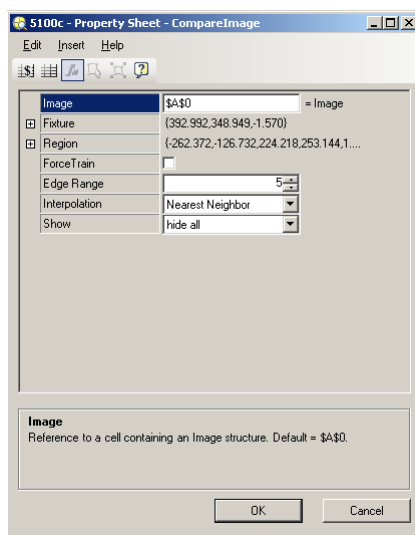 5100c - Property Sheet - CompareImage
Edit Insert Help
Image $A$0 = Image
Fixture {392.992,348.949,-1.570}
Region {-262.372,-126.732,224.218,253.144,1....
ForceTrain
Edge Range 5
Interpolation Nearest Neighbor
Show hide all
Image
Reference to a cell containing an Image structure. Default = $A$0.
OK Cancel